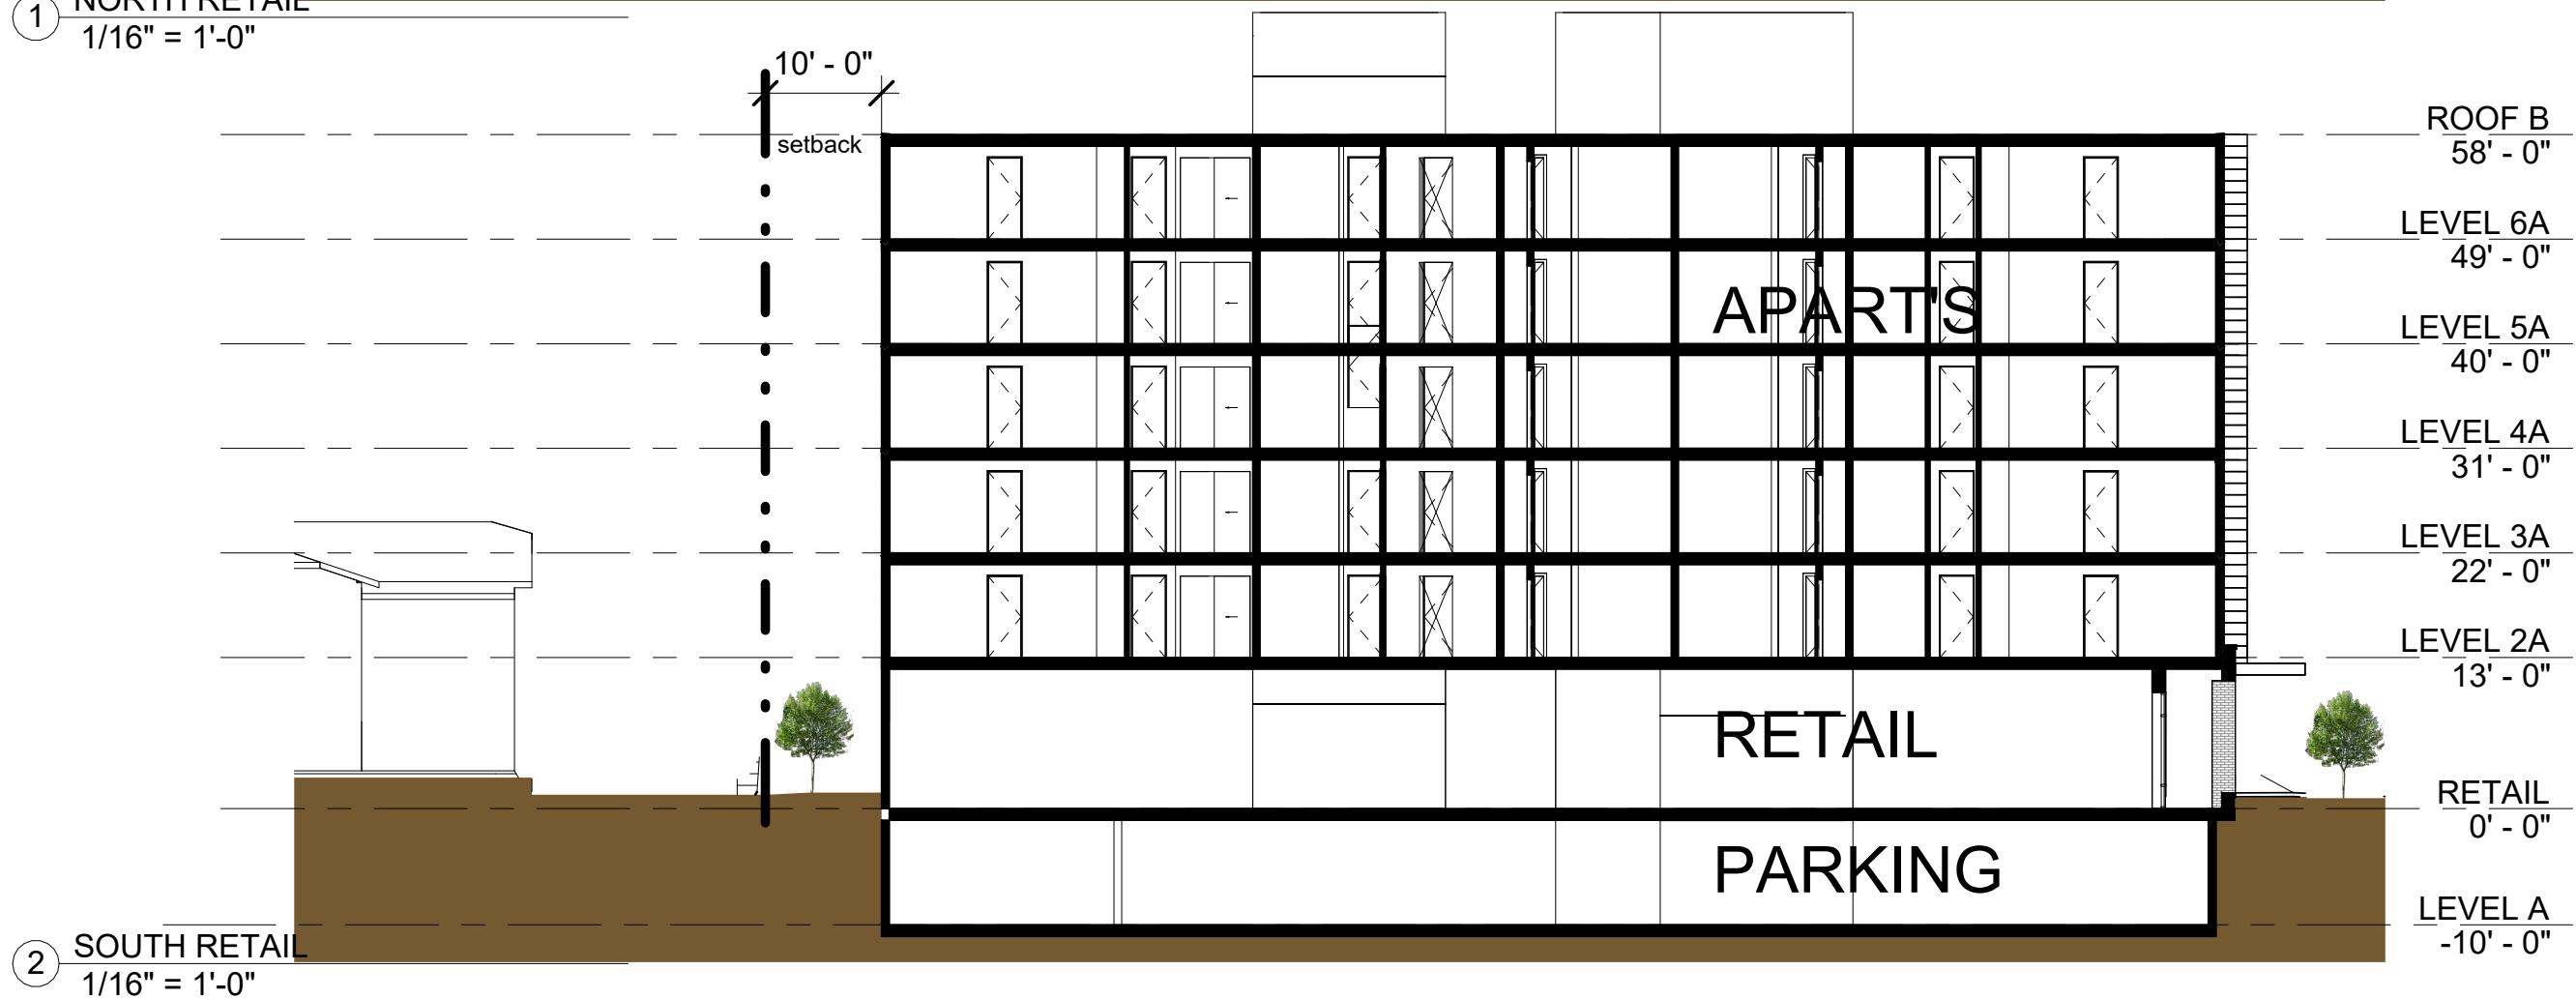 1 NORTH RETAIL
1/16" = 1'-0"
10' - 0"
setback
ROOF B
58' - 0"
LEVEL 6A
49' - 0"
APART'S
LEVEL 5A
40' - 0"
LEVEL 4A
31' - 0"
LEVEL 3A
22' - 0"
LEVEL 2A
13' - 0"
RETAIL
RETAIL
0' - 0"
PARKING
LEVEL A
-10' - 0"
2 SOUTH RETAIL
1/16" = 1'-0"